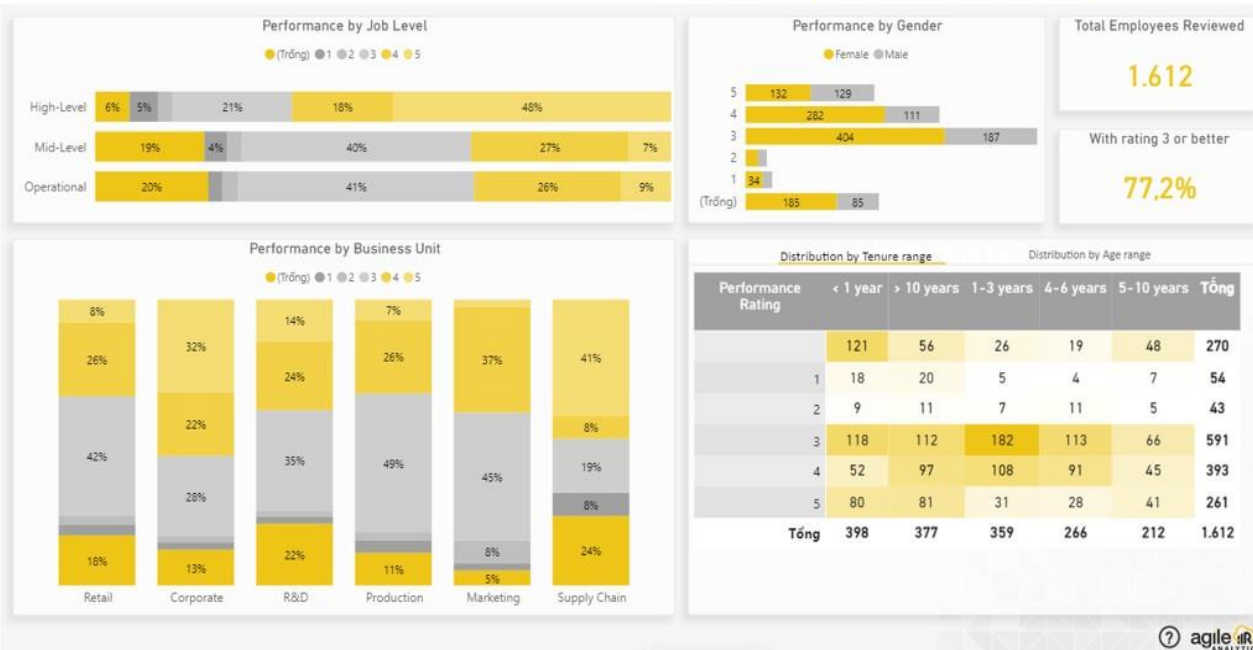 Performance by Job Level
(Trống) 1 2 3 4 5
High-Level 6% 5% 21% 18% 48%
Mid-Level 19% 4% 40% 27% 7%
Operational 20% 41% 26% 9%
Performance by Gender
Female Male
5 132 129
4 282 111
3 404 187
2
1 34
(Trống) 185 85
Total Employees Reviewed
1.612
With rating 3 or better
77,2%
Performance by Business Unit
(Trống) 1 2 3 4 5
8% 26% 42% 18% Retail
32% 22% 28% 13% Corporate
14% 24% 35% 22% R&D
7% 26% 49% 11% Production
37% 45% 8% 5% Marketing
41% 8% 19% 8% 24% Supply Chain
Distribution by Tenure range Distribution by Age range
Performance Rating < 1 year > 10 years 1-3 years 4-6 years 5-10 years Tổng
121 56 26 19 48 270
1 18 20 5 4 7 54
2 9 11 7 11 5 43
3 118 112 182 113 66 591
4 52 97 108 91 45 393
5 80 81 31 28 41 261
Tổng 398 377 359 266 212 1.612
? agile